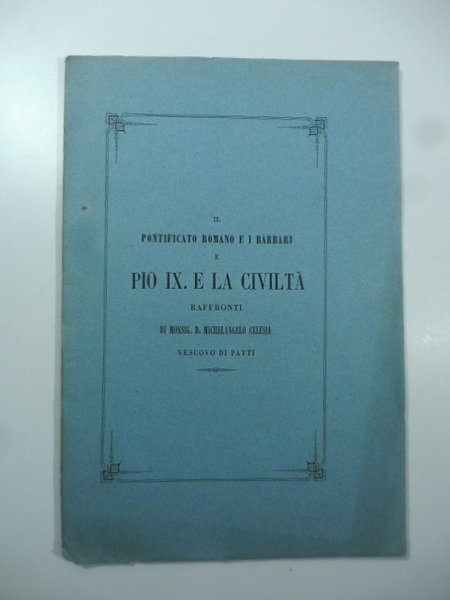 IL
PONTIFICATO ROMANO E I BARBARI
E
PIO IX. E LA CIVILTÀ
RAFFRONTI
DI MONSIG. D. MICHELANGELO CELESIA
VESCOVO DI PATTI